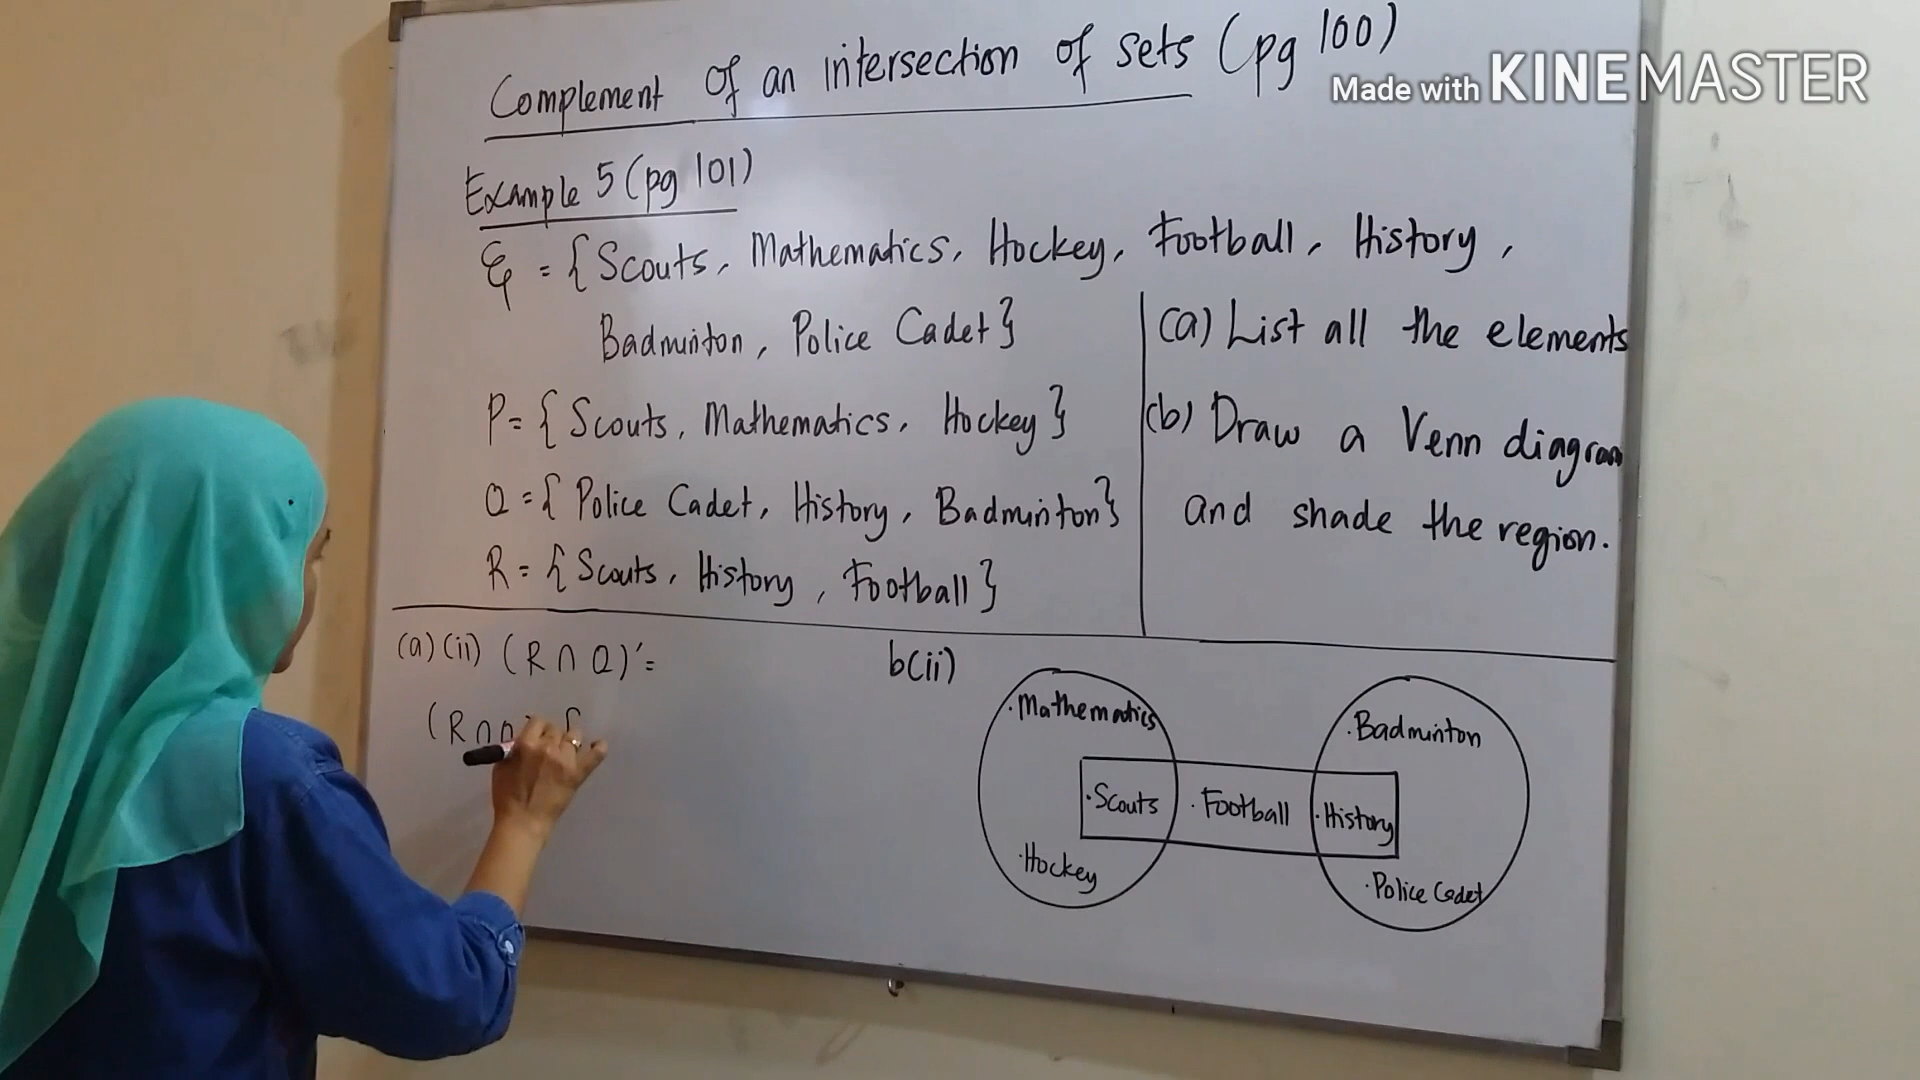 Complement of an intersection of sets (pg 100)
Made with KINEMASTER
Example 5 (pg 101)
ξ = { Scouts, Mathematics, Hockey, Football, History,
Badminton, Police Cadet }
P = { Scouts, Mathematics, Hockey }
Q = { Police Cadet, History, Badminton }
R = { Scouts, History, Football }
(a) List all the elements
(b) Draw a Venn diagram
and shade the region.
(a) (ii) (R ∩ Q)' =
(R ∩
b(ii)
·Mathematics
·Scouts
·Hockey
·Football
·Badminton
·History
·Police Cadet